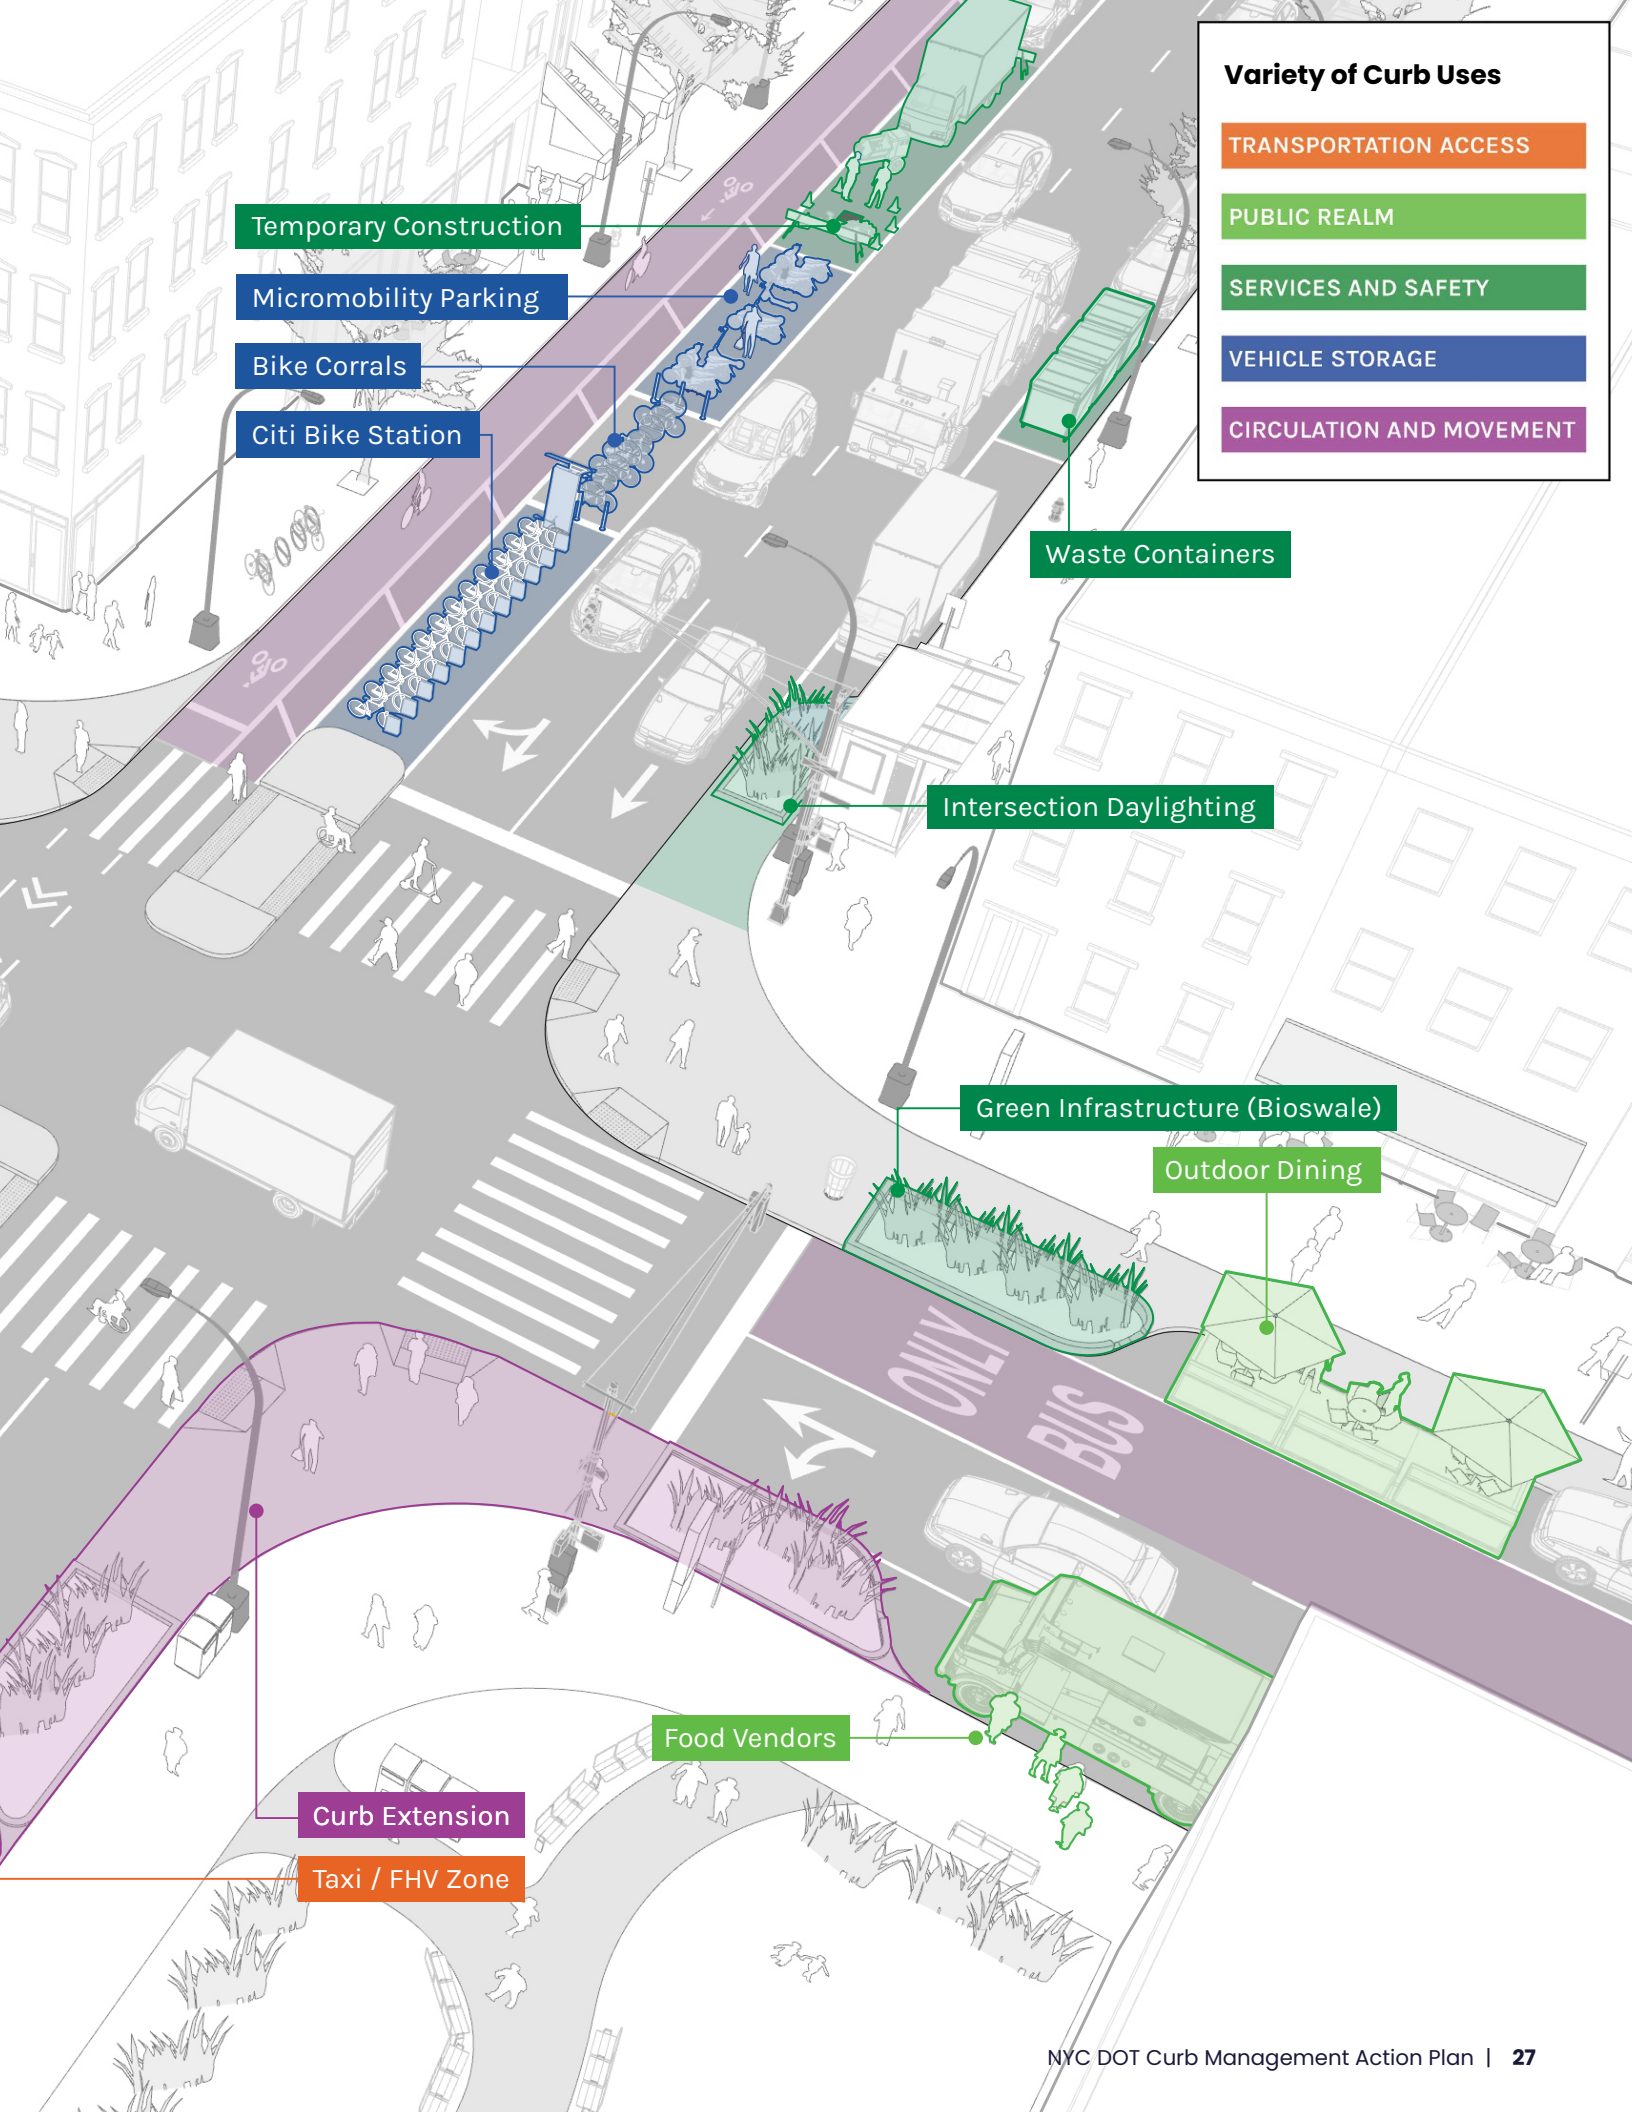 Variety of Curb Uses
TRANSPORTATION ACCESS
PUBLIC REALM
SERVICES AND SAFETY
VEHICLE STORAGE
CIRCULATION AND MOVEMENT
Temporary Construction
Micromobility Parking
Bike Corrals
Citi Bike Station
Waste Containers
Intersection Daylighting
Green Infrastructure (Bioswale)
Outdoor Dining
ONLY
BUS
Food Vendors
Curb Extension
Taxi / FHV Zone
NYC DOT Curb Management Action Plan | 27